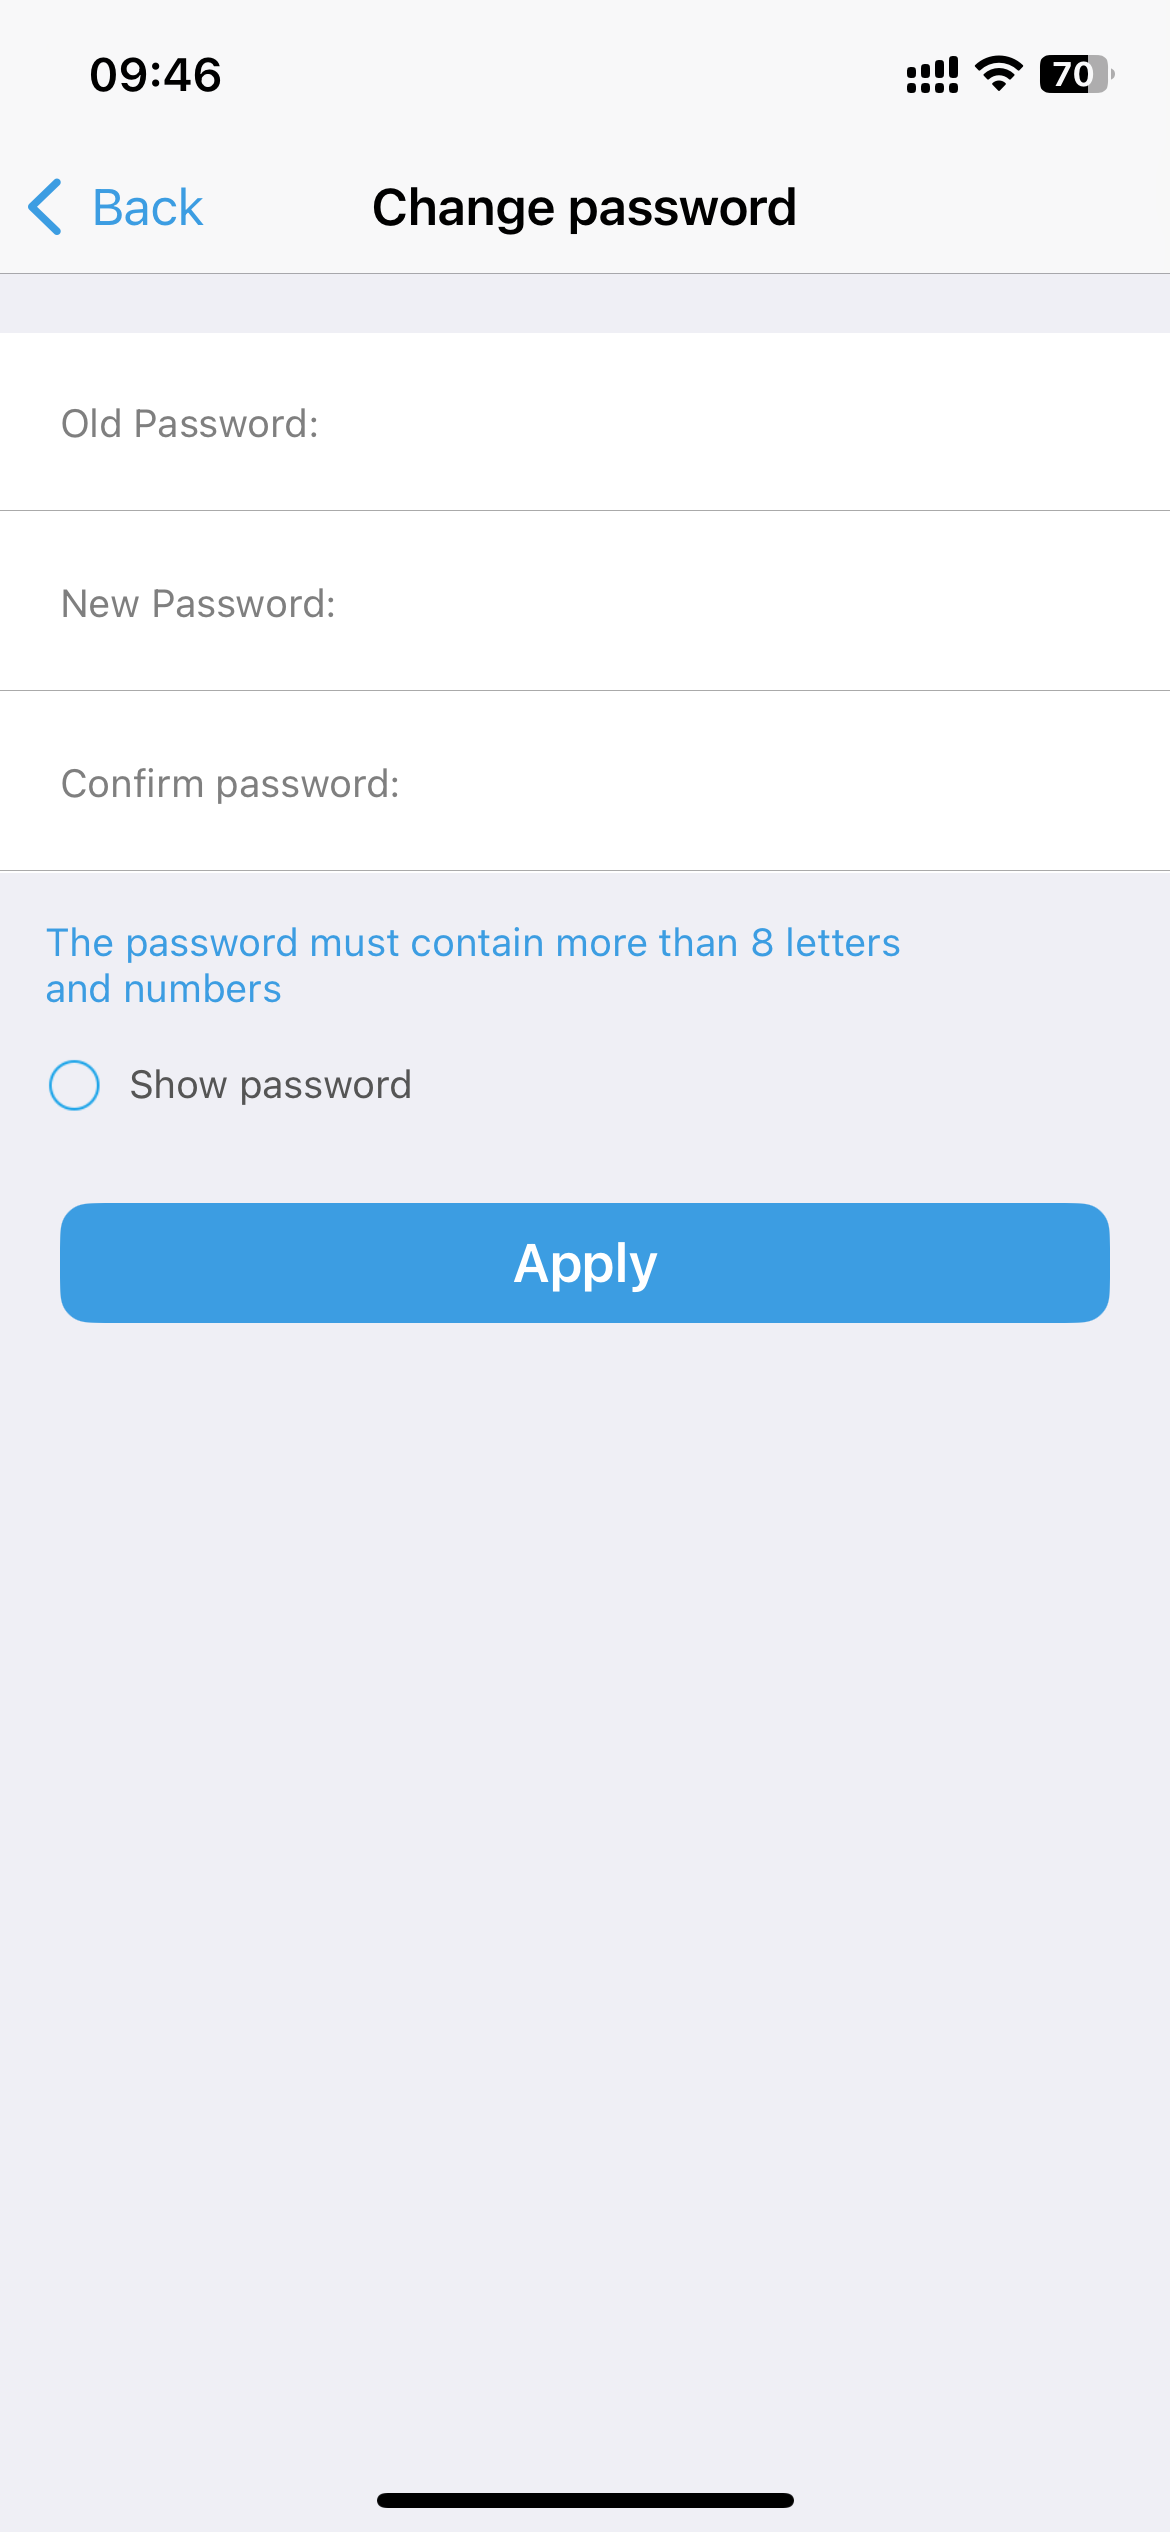 09:46
70
Back
Change password
Old Password:
New Password:
Confirm password:
The password must contain more than 8 letters
and numbers
Show password
Apply